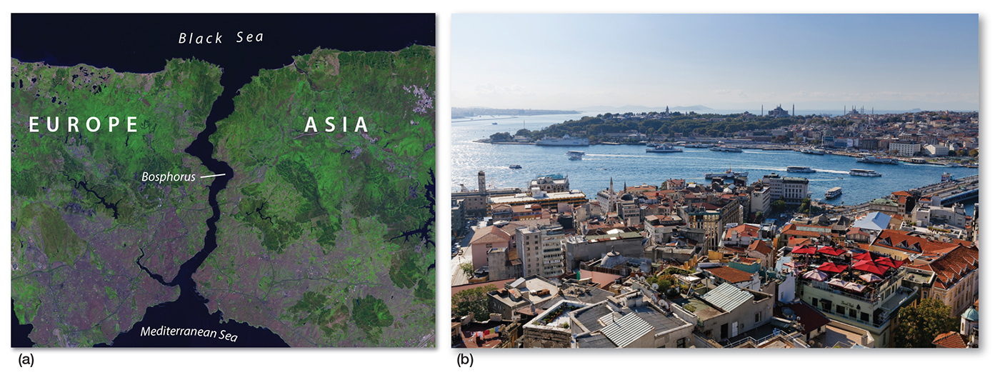 Black Sea
EUROPE
ASIA
Bosphorus
Mediterranean Sea
(a)
(b)